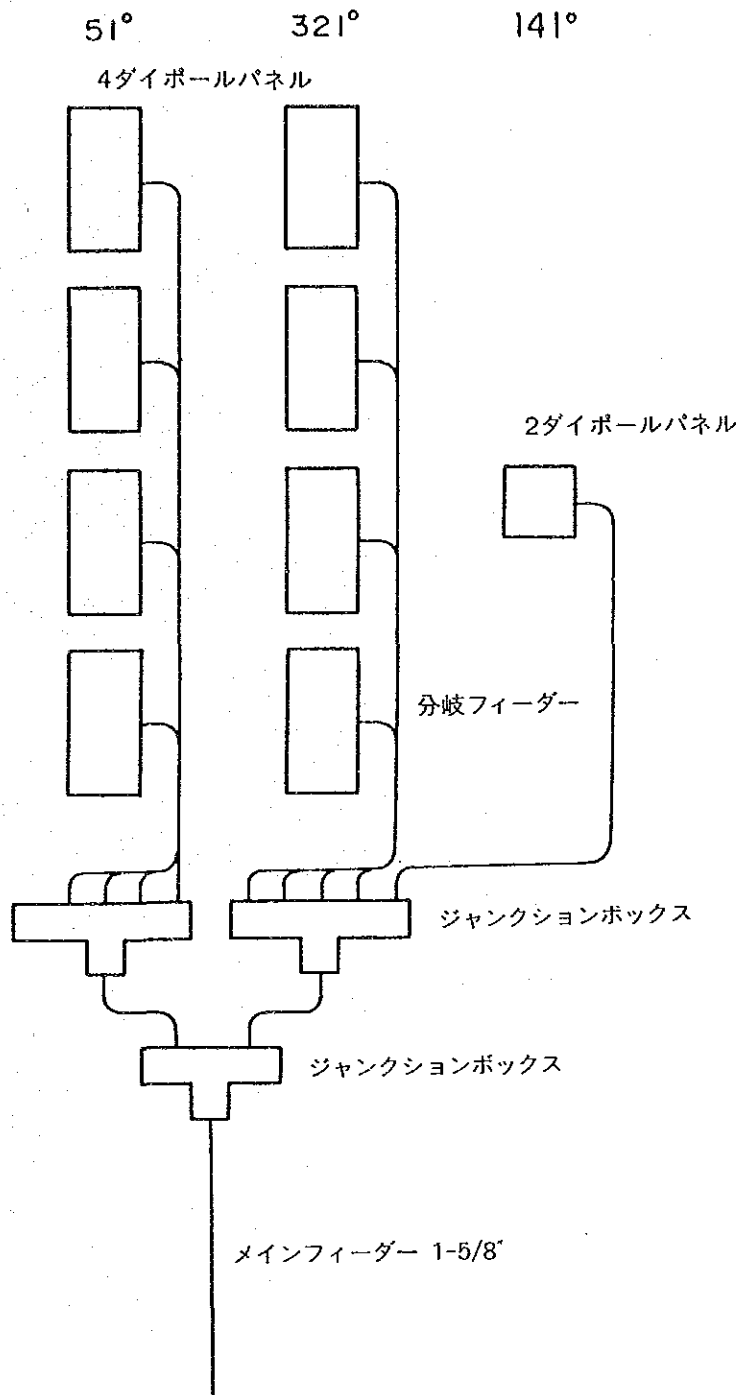 51° 321° 141°
4ダイポールパネル
2ダイポールパネル
分岐フィーダー
ジャンクションボックス
ジャンクションボックス
メインフィーダー 1-5/8"